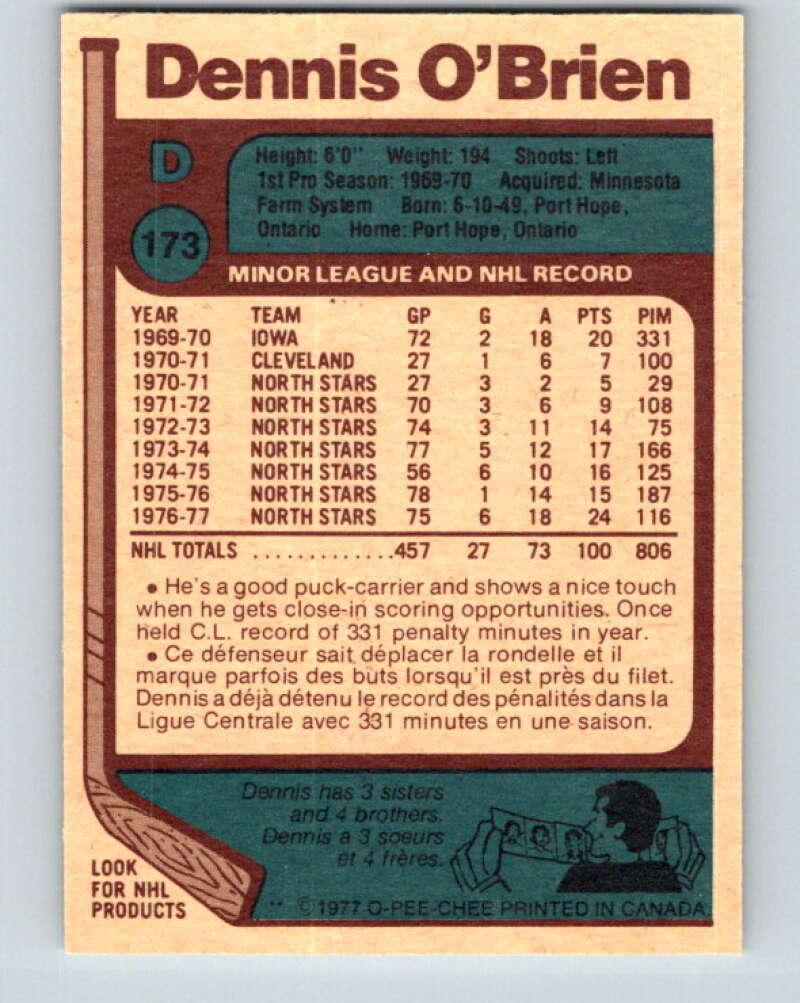 Dennis O'Brien
D
173
Height: 6'0" Weight: 194 Shoots: Left
1st Pro Season: 1969-70 Acquired: Minnesota
Farm System Born: 6-10-49, Port Hope,
Ontario Home: Port Hope, Ontario
MINOR LEAGUE AND NHL RECORD
YEAR TEAM GP G A PTS PIM
1969-70 IOWA 72 2 18 20 331
1970-71 CLEVELAND 27 1 6 7 100
1970-71 NORTH STARS 27 3 2 5 29
1971-72 NORTH STARS 70 3 6 9 108
1972-73 NORTH STARS 74 3 11 14 75
1973-74 NORTH STARS 77 5 12 17 166
1974-75 NORTH STARS 56 6 10 16 125
1975-76 NORTH STARS 78 1 14 15 187
1976-77 NORTH STARS 75 6 18 24 116
NHL TOTALS .............457 27 73 100 806
• He's a good puck-carrier and shows a nice touch
when he gets close-in scoring opportunities. Once
held C.L. record of 331 penalty minutes in year.
• Ce défenseur sait déplacer la rondelle et il
marque parfois des buts lorsqu'il est près du filet.
Dennis a déjà détenu le record des pénalités dans la
Ligue Centrale avec 331 minutes en une saison.
Dennis has 3 sisters
and 4 brothers.
Dennis a 3 soeurs
et 4 frères.
LOOK
FOR NHL
PRODUCTS
** ©1977 O-PEE-CHEE PRINTED IN CANADA